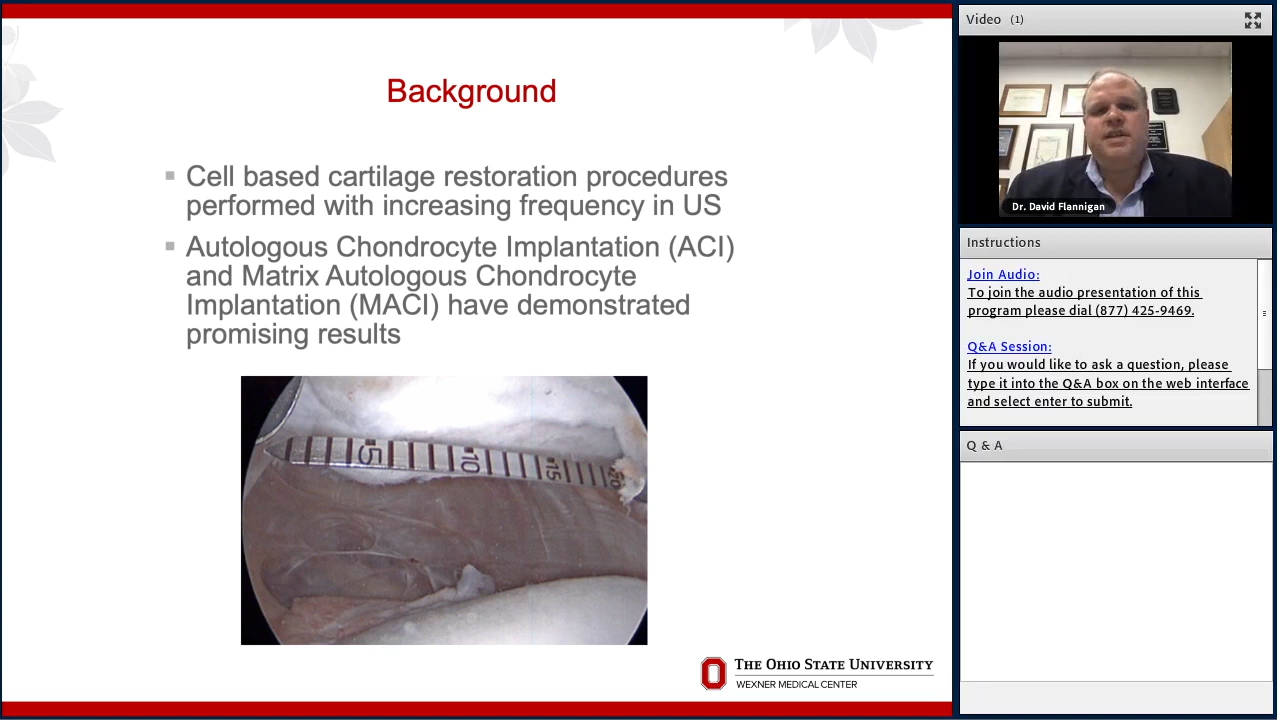 Background
Cell based cartilage restoration procedures
performed with increasing frequency in US
Autologous Chondrocyte Implantation (ACI)
and Matrix Autologous Chondrocyte
Implantation (MACI) have demonstrated
promising results
5
10
15
20
THE OHIO STATE UNIVERSITY
WEXNER MEDICAL CENTER
Video (1)
Dr. David Flannigan
Instructions
Join Audio:
To join the audio presentation of this
program please dial (877) 425-9469.
Q&A Session:
If you would like to ask a question, please
type it into the Q&A box on the web interface
and select enter to submit.
Q & A